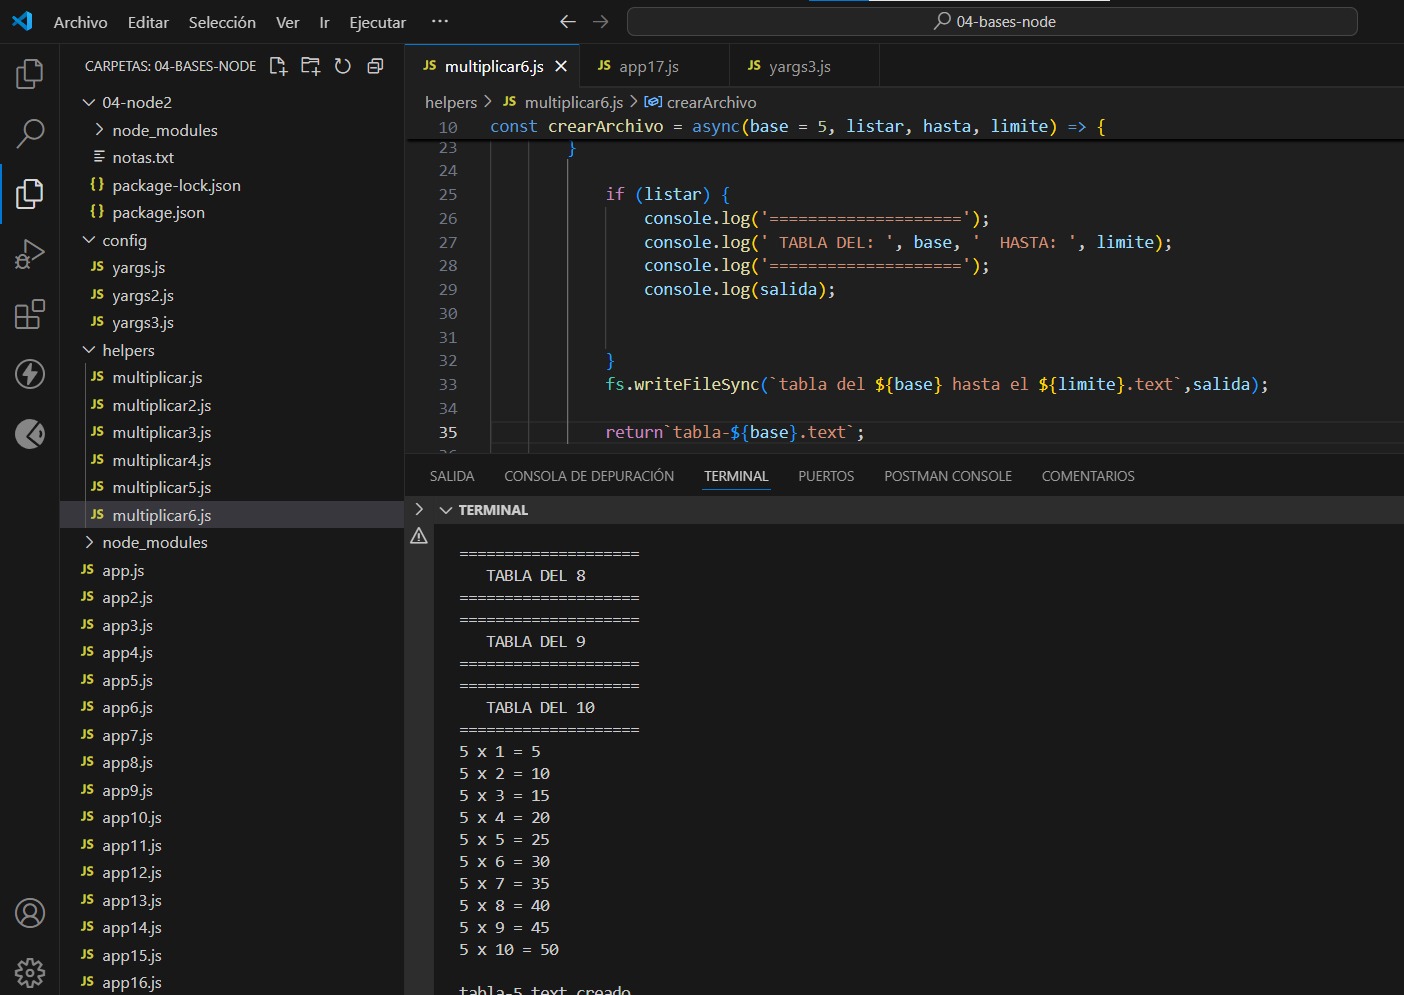 Archivo Editar Selección Ver Ir Ejecutar ···
04-bases-node
CARPETAS: 04-BASES-NODE
04-node2
node_modules
notas.txt
{} package-lock.json
{} package.json
config
JS yargs.js
JS yargs2.js
JS yargs3.js
helpers
JS multiplicar.js
JS multiplicar2.js
JS multiplicar3.js
JS multiplicar4.js
JS multiplicar5.js
JS multiplicar6.js
node_modules
JS app.js
JS app2.js
JS app3.js
JS app4.js
JS app5.js
JS app6.js
JS app7.js
JS app8.js
JS app9.js
JS app10.js
JS app11.js
JS app12.js
JS app13.js
JS app14.js
JS app15.js
JS app16.js
JS multiplicar6.js JS app17.js JS yargs3.js
helpers > JS multiplicar6.js > crearArchivo
10 const crearArchivo = async(base = 5, listar, hasta, limite) => {
23 }
24
25 if (listar) {
26 console.log('====================');
27 console.log(' TABLA DEL: ', base, '  HASTA: ', limite);
28 console.log('====================');
29 console.log(salida);
30
31
32 }
33 fs.writeFileSync(`tabla del ${base} hasta el ${limite}.text`,salida);
34
35 return`tabla-${base}.text`;
SALIDA CONSOLA DE DEPURACIÓN TERMINAL PUERTOS POSTMAN CONSOLE COMENTARIOS
TERMINAL
====================
TABLA DEL 8
====================
====================
TABLA DEL 9
====================
====================
TABLA DEL 10
====================
5 x 1 = 5
5 x 2 = 10
5 x 3 = 15
5 x 4 = 20
5 x 5 = 25
5 x 6 = 30
5 x 7 = 35
5 x 8 = 40
5 x 9 = 45
5 x 10 = 50
tabla-5.text creado